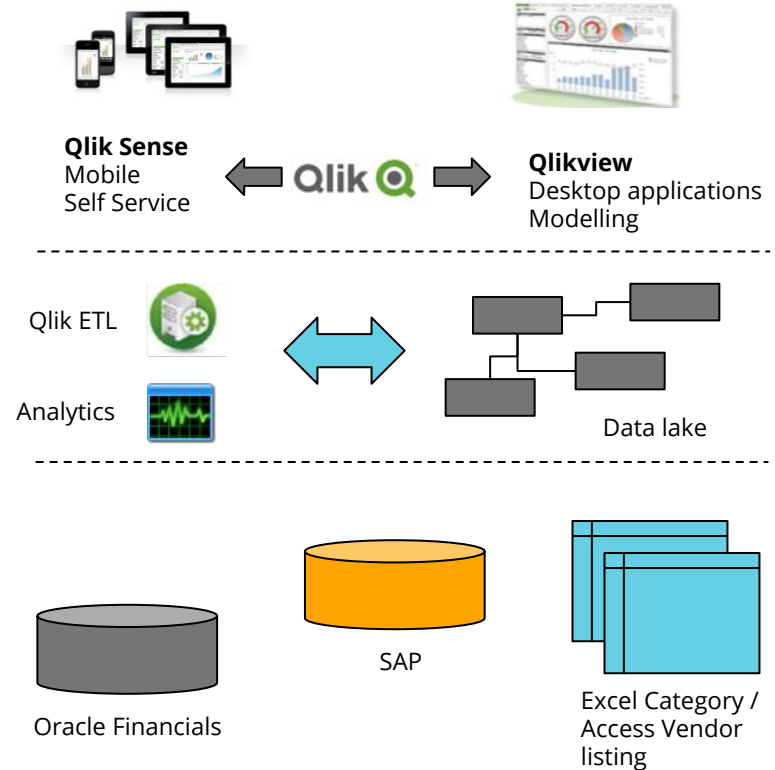 Qlik Sense
Mobile
Self Service
Qlik
Qlikview
Desktop applications
Modelling
Qlik ETL
Analytics
Data lake
Oracle Financials
SAP
Excel Category /
Access Vendor
listing